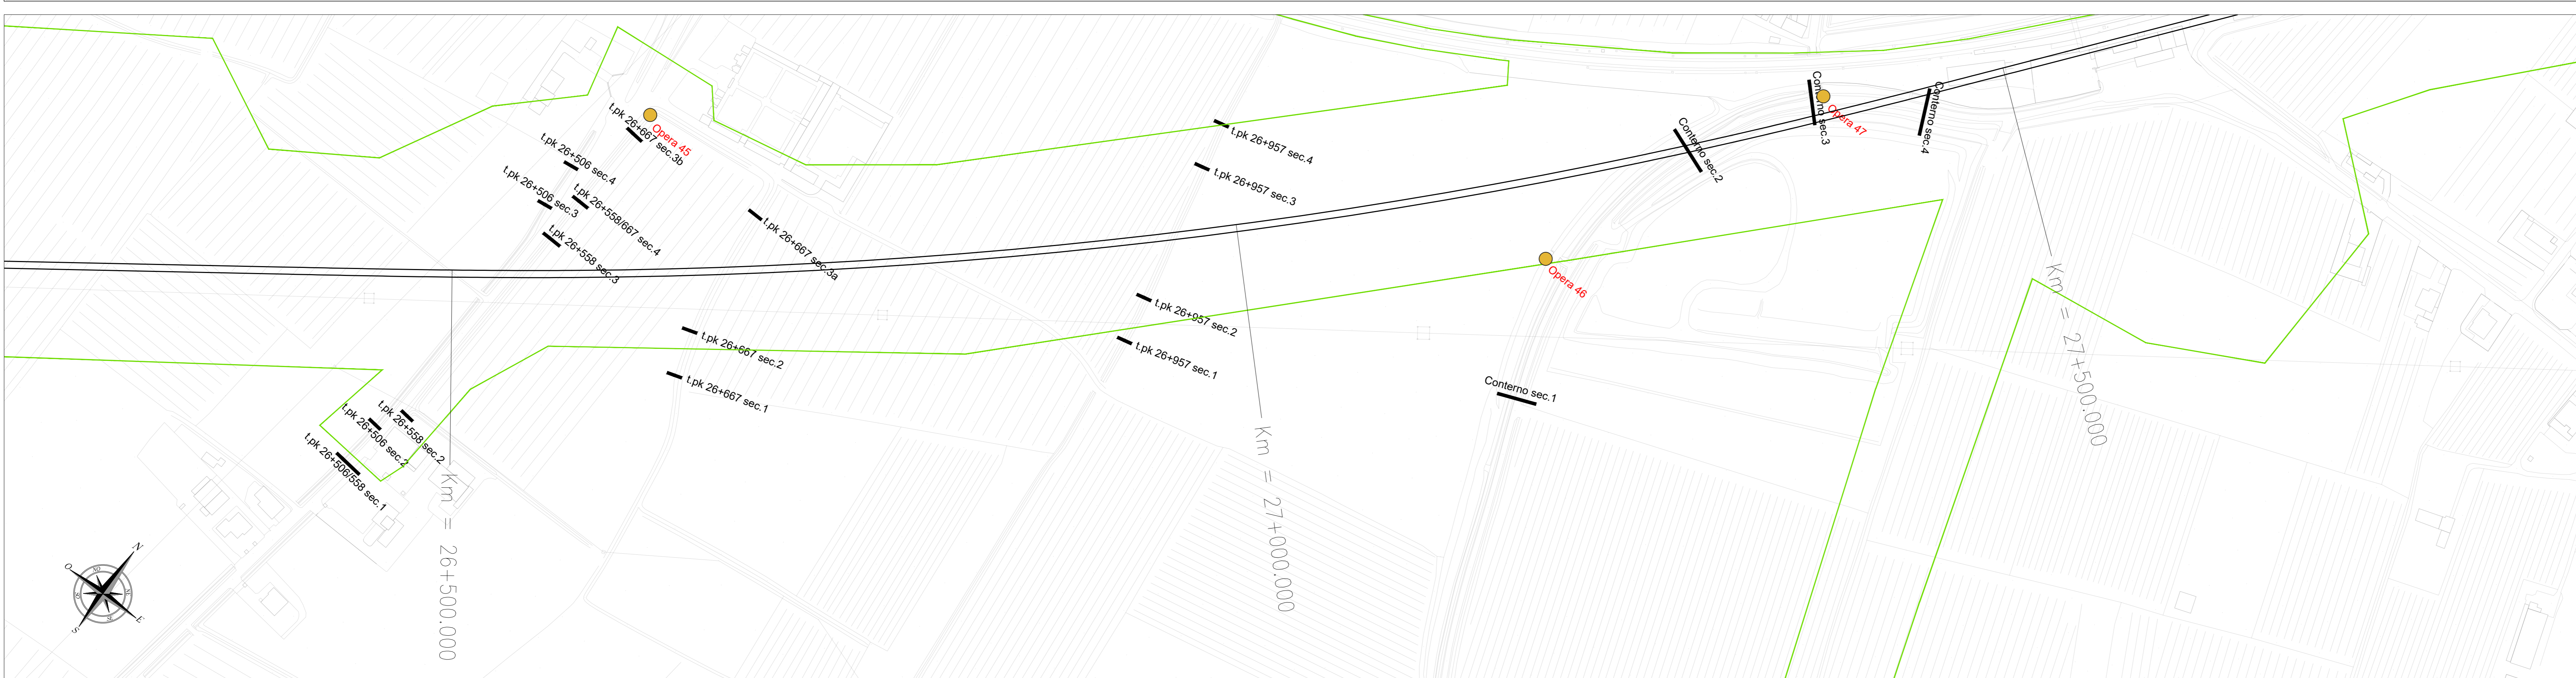 t.pk 26+667 sec.3b
Opera 45
t.pk 26+506 sec.4
t.pk 26+506 sec.3
t.pk 26+558/667 sec.4
t.pk 26+558 sec.3
t.pk 26+667 sec.3a
t.pk 26+957 sec.4
t.pk 26+957 sec.3
Conterno sec.2
Conterno sec.3
Opera 47
Conterno sec.4
Opera 46
t.pk 26+957 sec.2
t.pk 26+957 sec.1
t.pk 26+667 sec.2
t.pk 26+667 sec.1
Conterno sec.1
t.pk 26+558 sec.2
t.pk 26+506 sec.2
t.pk 26+506/558 sec.1
Km = 26+500.000
Km = 27+000.000
Km = 27+500.000
N
O
E
S
NO
NE
SO
SE